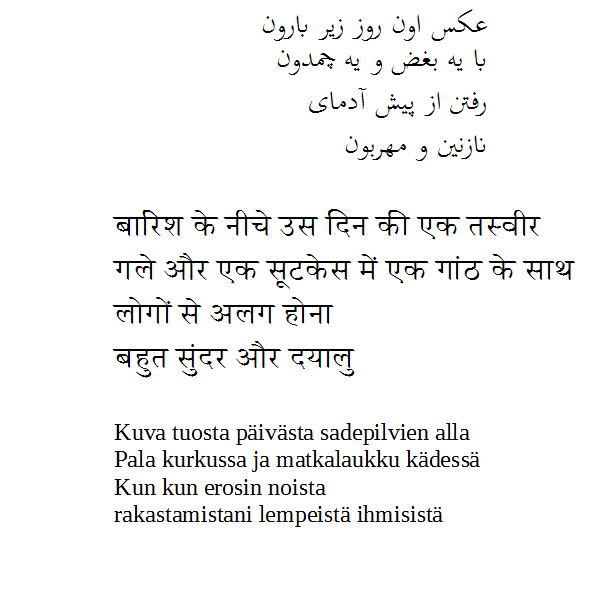 عکس اون روز زیر بارون
با یه بغض و یه چمدون
رفتن از پیش آدمای
نازنین و مهربون
बारिश के नीचे उस दिन की एक तस्वीर
गले और एक सूटकेस में एक गांठ के साथ
लोगों से अलग होना
बहुत सुंदर और दयालु
Kuva tuosta päivästa sadepilvien alla
Pala kurkussa ja matkalaukku kädessä
Kun kun erosin noista
rakastamistani lempeistä ihmisistä